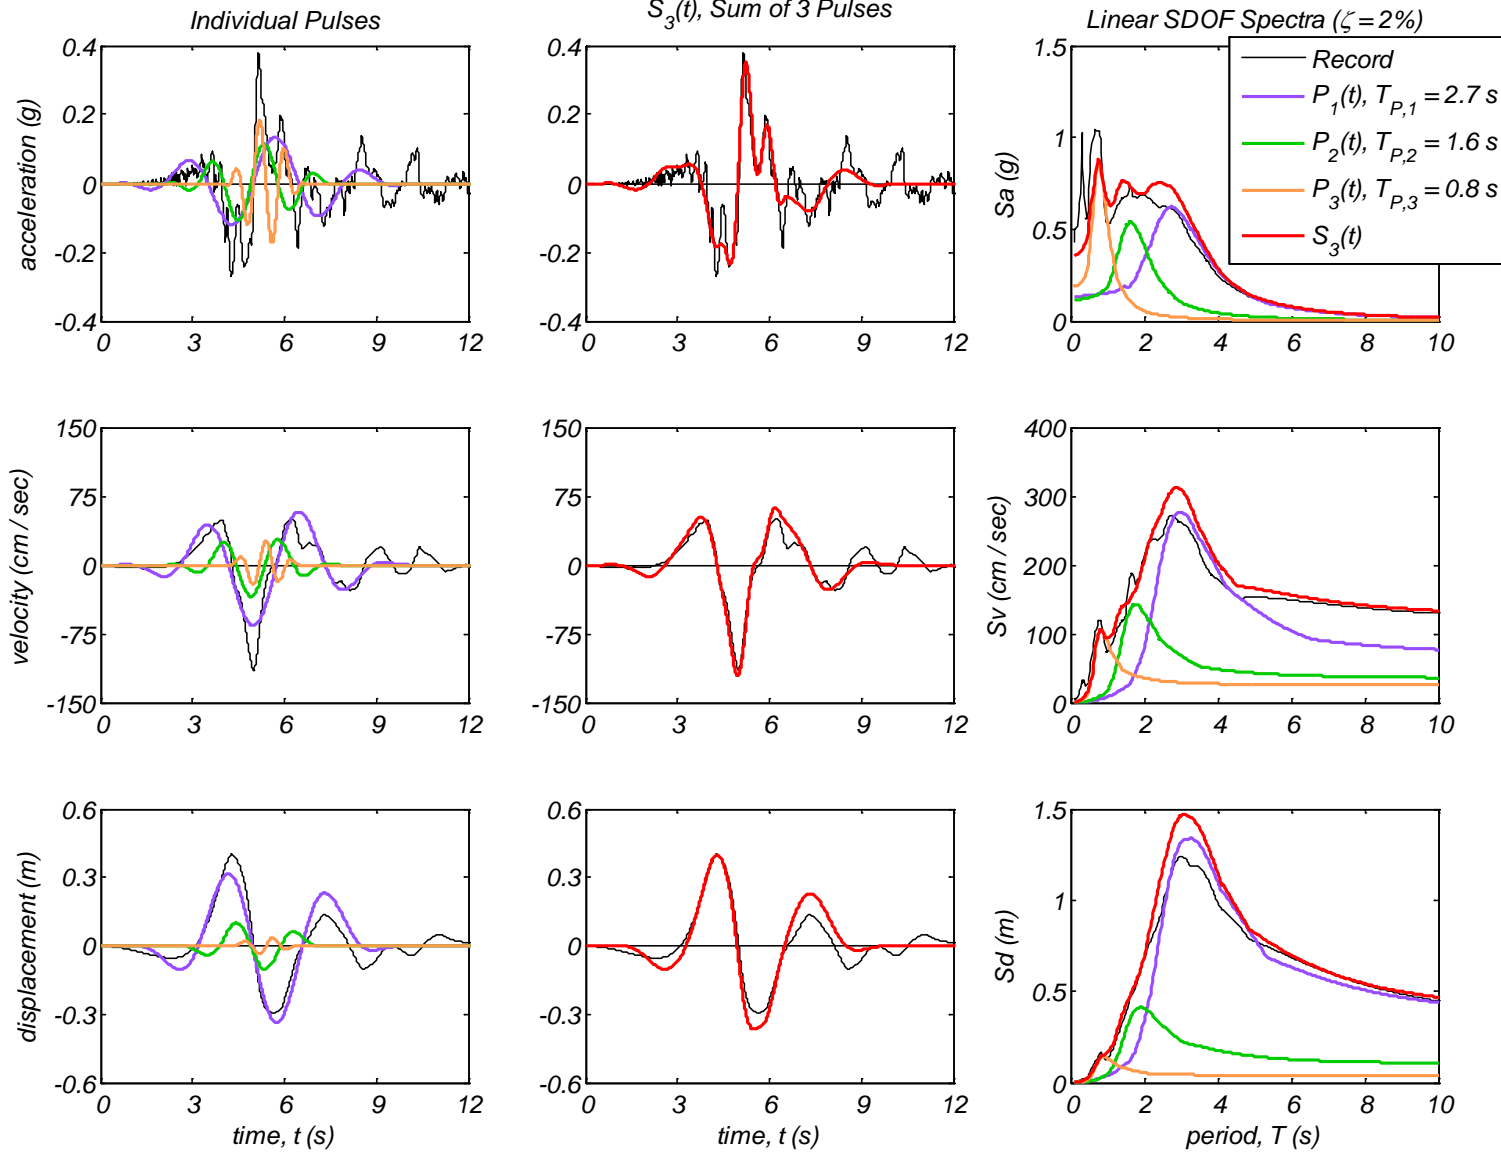 Individual Pulses
S3(t), Sum of 3 Pulses
Linear SDOF Spectra (ζ = 2%)
acceleration (g)
0.4
0.2
0
-0.2
-0.4
0 3 6 9 12
0.4
0.2
0
-0.2
-0.4
0 3 6 9 12
Sa (g)
1.5
1
0.5
0
0 2 4 6 8 10
Record
P1(t), TP,1 = 2.7 s
P2(t), TP,2 = 1.6 s
P3(t), TP,3 = 0.8 s
S3(t)
velocity (cm / sec)
150
75
0
-75
-150
0 3 6 9 12
150
75
0
-75
-150
0 3 6 9 12
Sv (cm / sec)
400
300
200
100
0
0 2 4 6 8 10
displacement (m)
0.6
0.3
0
-0.3
-0.6
0 3 6 9 12
time, t (s)
0.6
0.3
0
-0.3
-0.6
0 3 6 9 12
time, t (s)
Sd (m)
1.5
1
0.5
0
0 2 4 6 8 10
period, T (s)